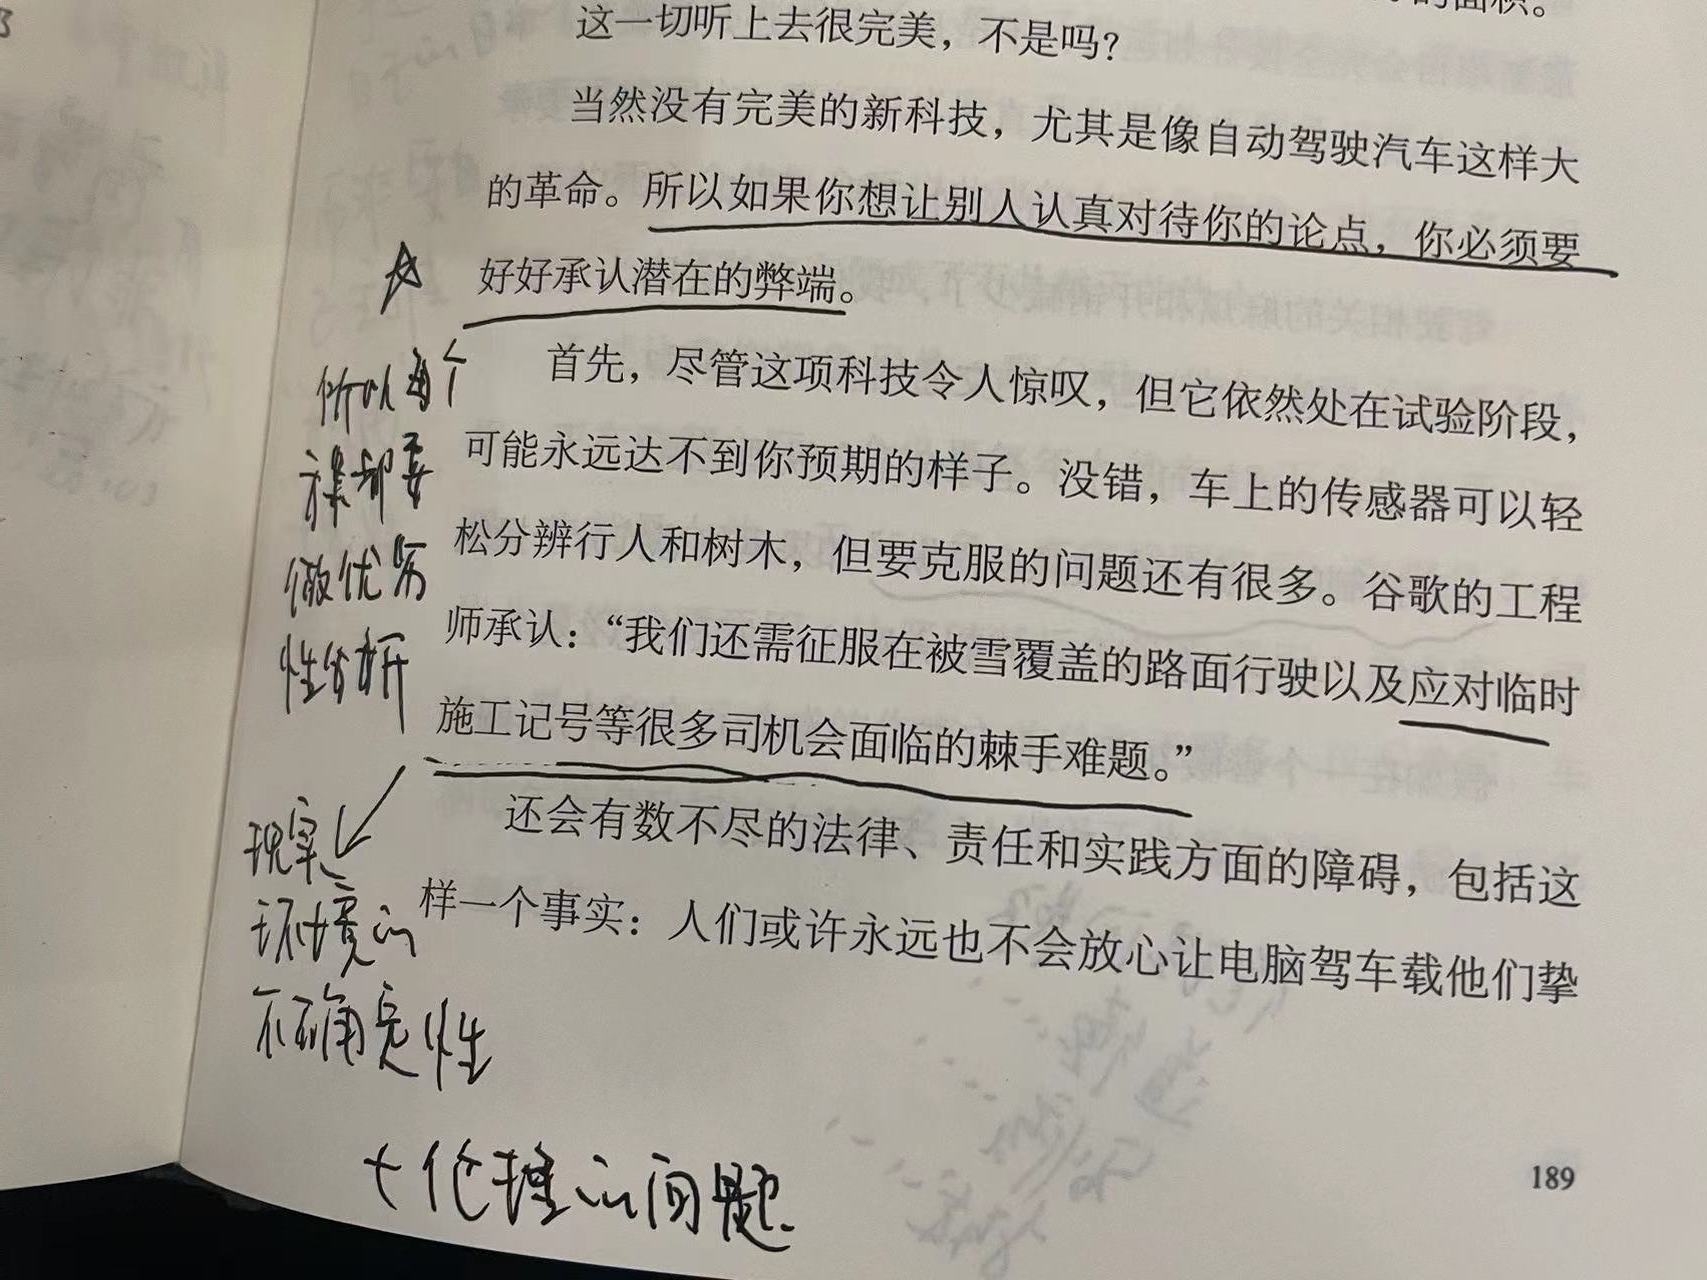 的面积。
这一切听上去很完美，不是吗？
当然没有完美的新科技，尤其是像自动驾驶汽车这样大
的革命。所以如果你想让别人认真对待你的论点，你必须要
好好承认潜在的弊端。
首先，尽管这项科技令人惊叹，但它依然处在试验阶段，
可能永远达不到你预期的样子。没错，车上的传感器可以轻
松分辨行人和树木，但要克服的问题还有很多。谷歌的工程
师承认：“我们还需征服在被雪覆盖的路面行驶以及应对临时
施工记号等很多司机会面临的棘手难题。”
还会有数不尽的法律、责任和实践方面的障碍，包括这
样一个事实：人们或许永远也不会放心让电脑驾车载他们挚
所以每个
课都要
做优劣
性分析
现实
环境的
不确定性
+伦理的问题
189